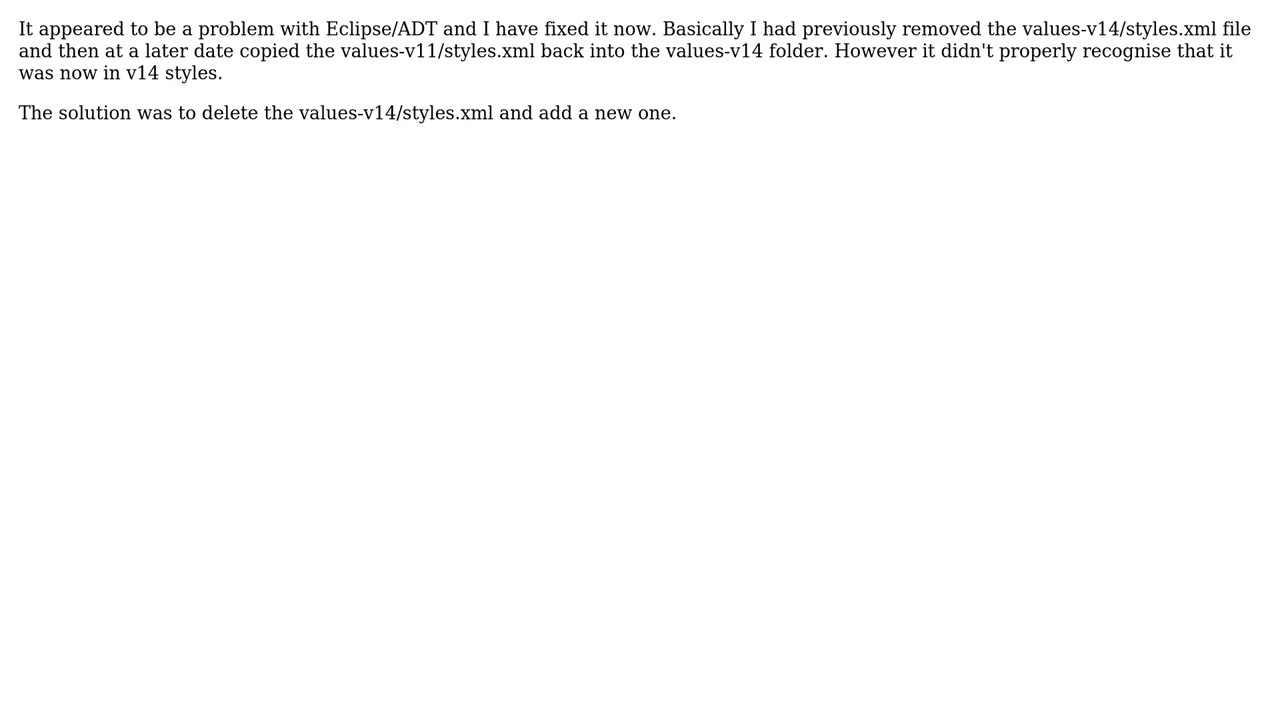 It appeared to be a problem with Eclipse/ADT and I have fixed it now. Basically I had previously removed the values-v14/styles.xml file
and then at a later date copied the values-v11/styles.xml back into the values-v14 folder. However it didn't properly recognise that it
was now in v14 styles.
The solution was to delete the values-v14/styles.xml and add a new one.